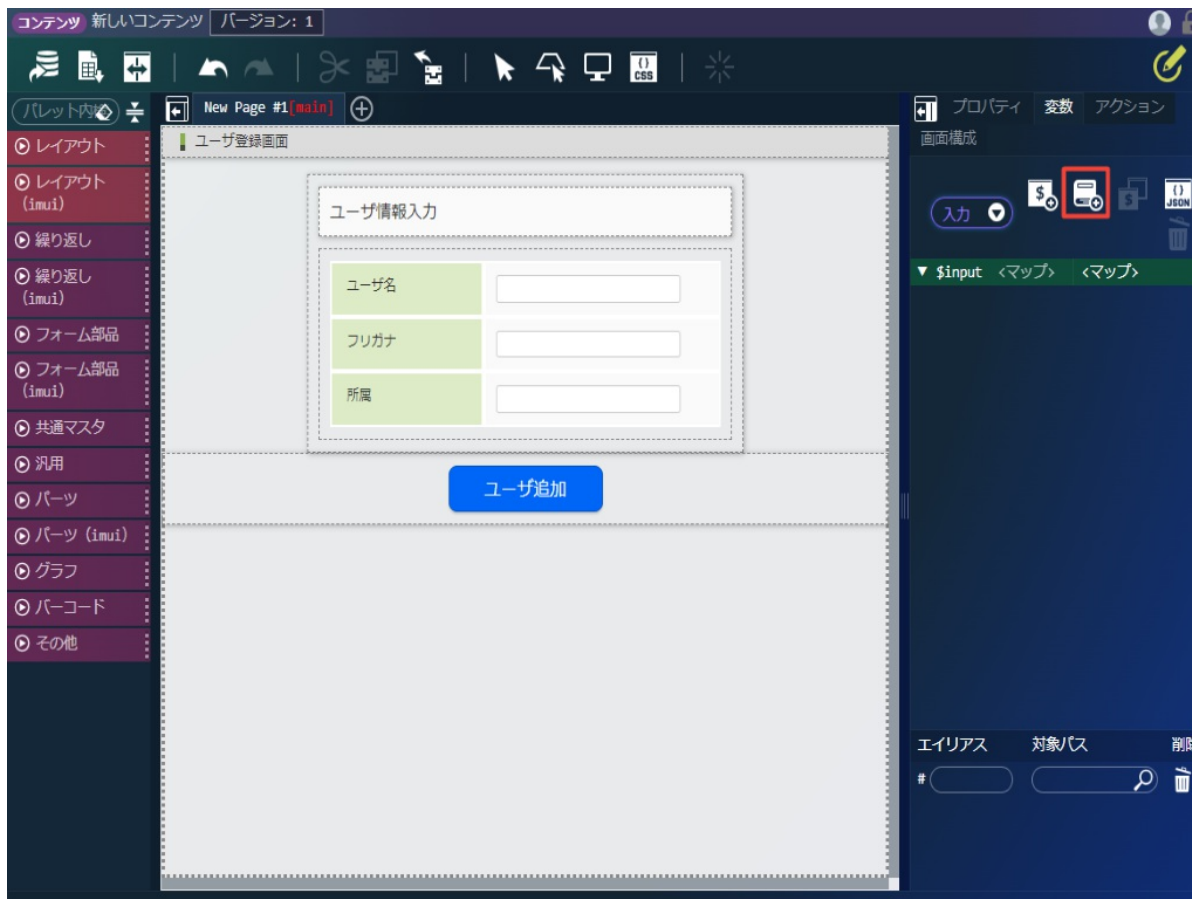 コンテンツ 新しいコンテンツ バージョン: 1
{} CSS
パレット内検
New Page #1[main]
プロパティ 変数 アクション
画面構成
レイアウト
レイアウト
(imui)
繰り返し
繰り返し
(imui)
フォーム部品
フォーム部品
(imui)
共通マスタ
汎用
パーツ
パーツ (imui)
グラフ
バーコード
その他
ユーザ登録画面
ユーザ情報入力
ユーザ名
フリガナ
所属
ユーザ追加
入力
$
$
{} JSON
▼ $input <マップ> <マップ>
エイリアス 対象パス 削除
#